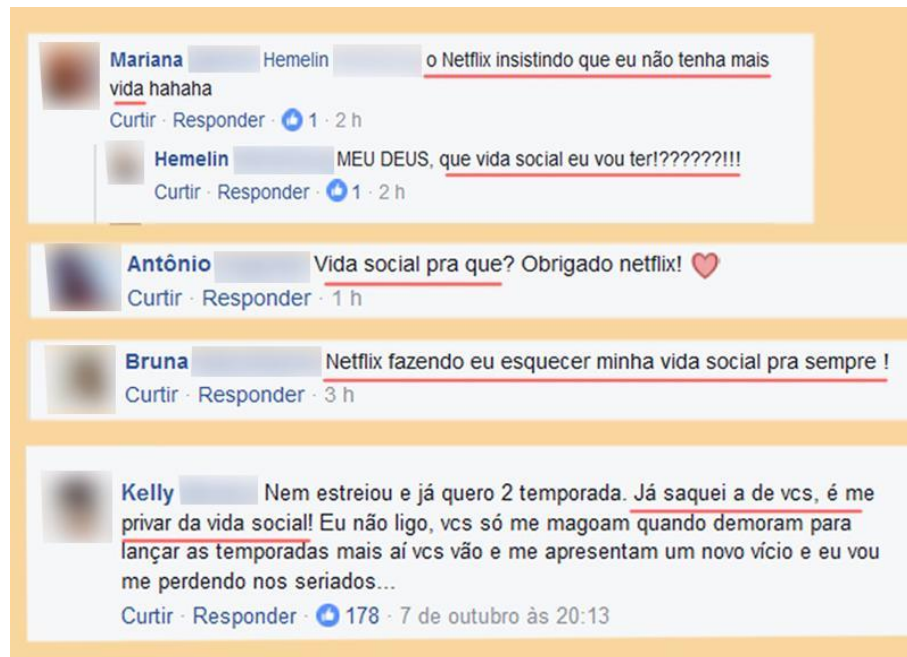 Mariana Hemelin o Netflix insistindo que eu não tenha mais
vida hahaha
Curtir · Responder · 1 · 2 h
Hemelin MEU DEUS, que vida social eu vou ter!??????!!!
Curtir · Responder · 1 · 2 h
Antônio Vida social pra que? Obrigado netflix!
Curtir · Responder · 1 h
Bruna Netflix fazendo eu esquecer minha vida social pra sempre !
Curtir · Responder · 3 h
Kelly Nem estreiou e já quero 2 temporada. Já saquei a de vcs, é me
privar da vida social! Eu não ligo, vcs só me magoam quando demoram para
lançar as temporadas mais aí vcs vão e me apresentam um novo vício e eu vou
me perdendo nos seriados...
Curtir · Responder · 178 · 7 de outubro às 20:13